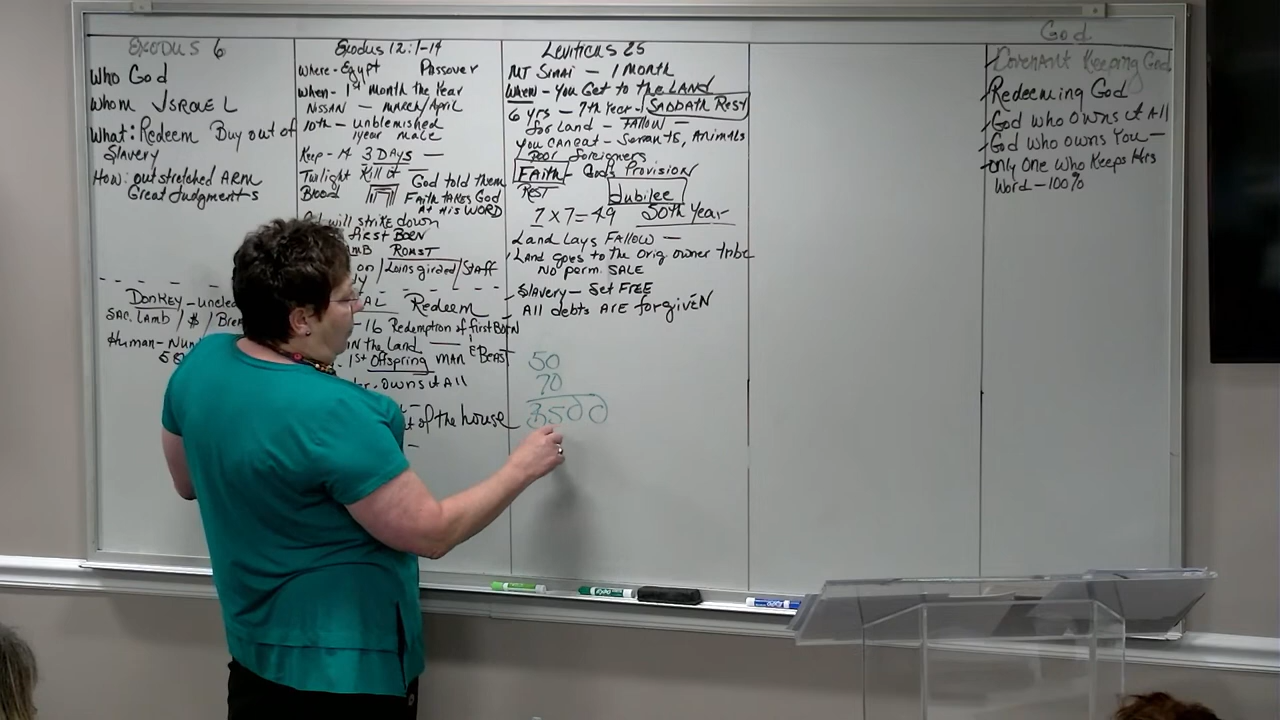 Exodus 6
Who God
Whom ISRAEL
What: Redeem Buy out of
Slavery
How: outstretched ARM
Great Judgments
Donkey - uncle
Sac. Lamb / $ / Brea
Human - Num
Exodus 12:1-14
Where - Egypt Passover
When - 1st Month the Year
Nissan - March/April
10th - unblemished
1 year male
Keep - 3 DAYS -
Twilight Kill it
Blood God told them
Faith takes God
At His WORD
will strike down
first BORN
MB Roast
on / Loins girded / Staff
AL Redeem
- 16 Redemption of first BORN
IN the Land - MAN & Beast
1st Offspring
owns it All
t of the house
Leviticus 25
MT Sinai - 1 Month
When - You Get to the LAND
6 yrs - 7th Year - SABBATH REST
for Land - FALLOW -
you can eat - Servants, Animals
Poor foreigners
FAITH - God's Provision
REST
Jubilee
7 x 7 = 49 50th Year
Land Lays Fallow -
Land goes to the orig owner tribe
No perm. SALE
Slavery - Set FREE
All debts ARE forgiven
50
70
3500
God
Covenant Keeping God
Redeeming God
God who owns it All
God who owns You -
only one who Keeps His
Word - 100%